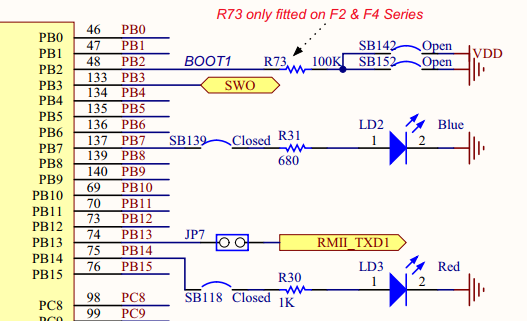 R73 only fitted on F2 & F4 Series
PB0 46 PB0
PB1 47 PB1
PB2 48 PB2 BOOT1 R73 100K SB142 Open VDD
SB152 Open
PB3 133 PB3 SWO
PB4 134 PB4
PB5 135 PB5
PB6 136 PB6
PB7 137 PB7 SB139 Closed R31 680 LD2 1 2 Blue
PB8 139 PB8
PB9 140 PB9
PB10 69 PB10
PB11 70 PB11
PB12 73 PB12
PB13 74 PB13 JP7 RMII_TXD1
PB14 75 PB14
PB15 76 PB15
SB118 Closed R30 1K LD3 1 2 Red
PC8 98 PC8
PC9 99 PC9